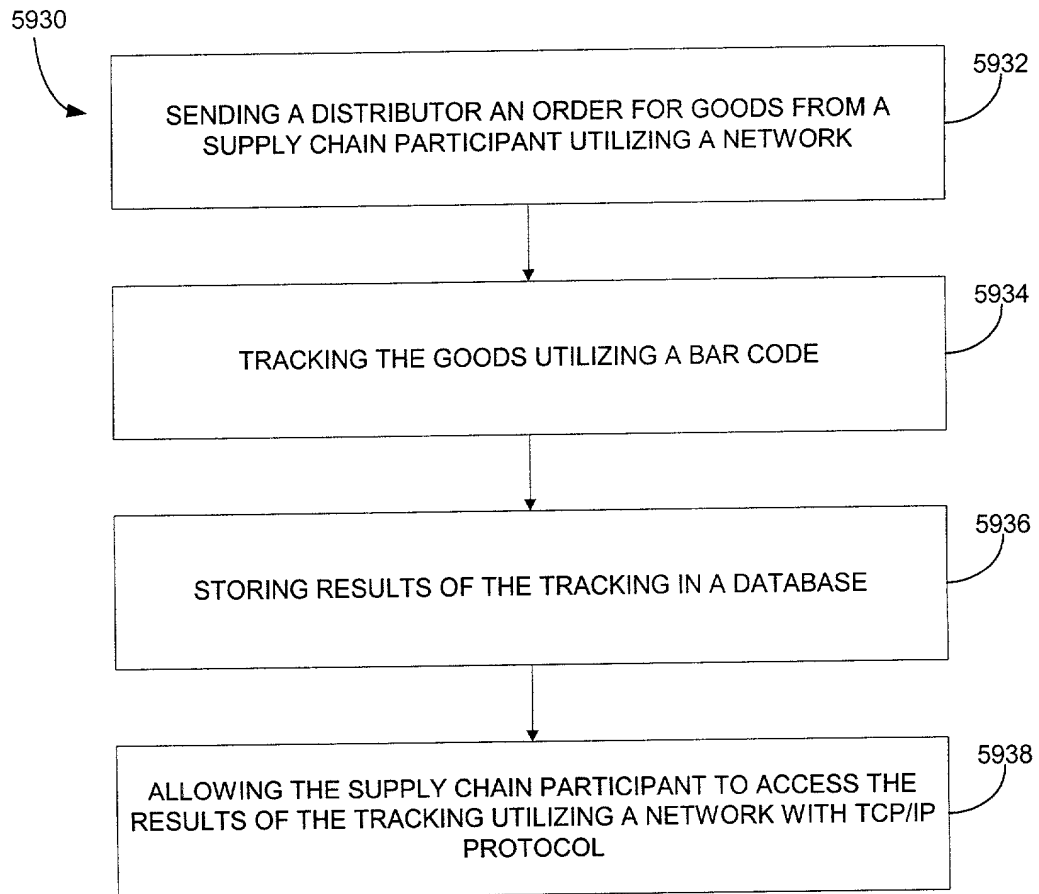 5930
5932
SENDING A DISTRIBUTOR AN ORDER FOR GOODS FROM A
SUPPLY CHAIN PARTICIPANT UTILIZING A NETWORK
5934
TRACKING THE GOODS UTILIZING A BAR CODE
5936
STORING RESULTS OF THE TRACKING IN A DATABASE
5938
ALLOWING THE SUPPLY CHAIN PARTICIPANT TO ACCESS THE
RESULTS OF THE TRACKING UTILIZING A NETWORK WITH TCP/IP
PROTOCOL